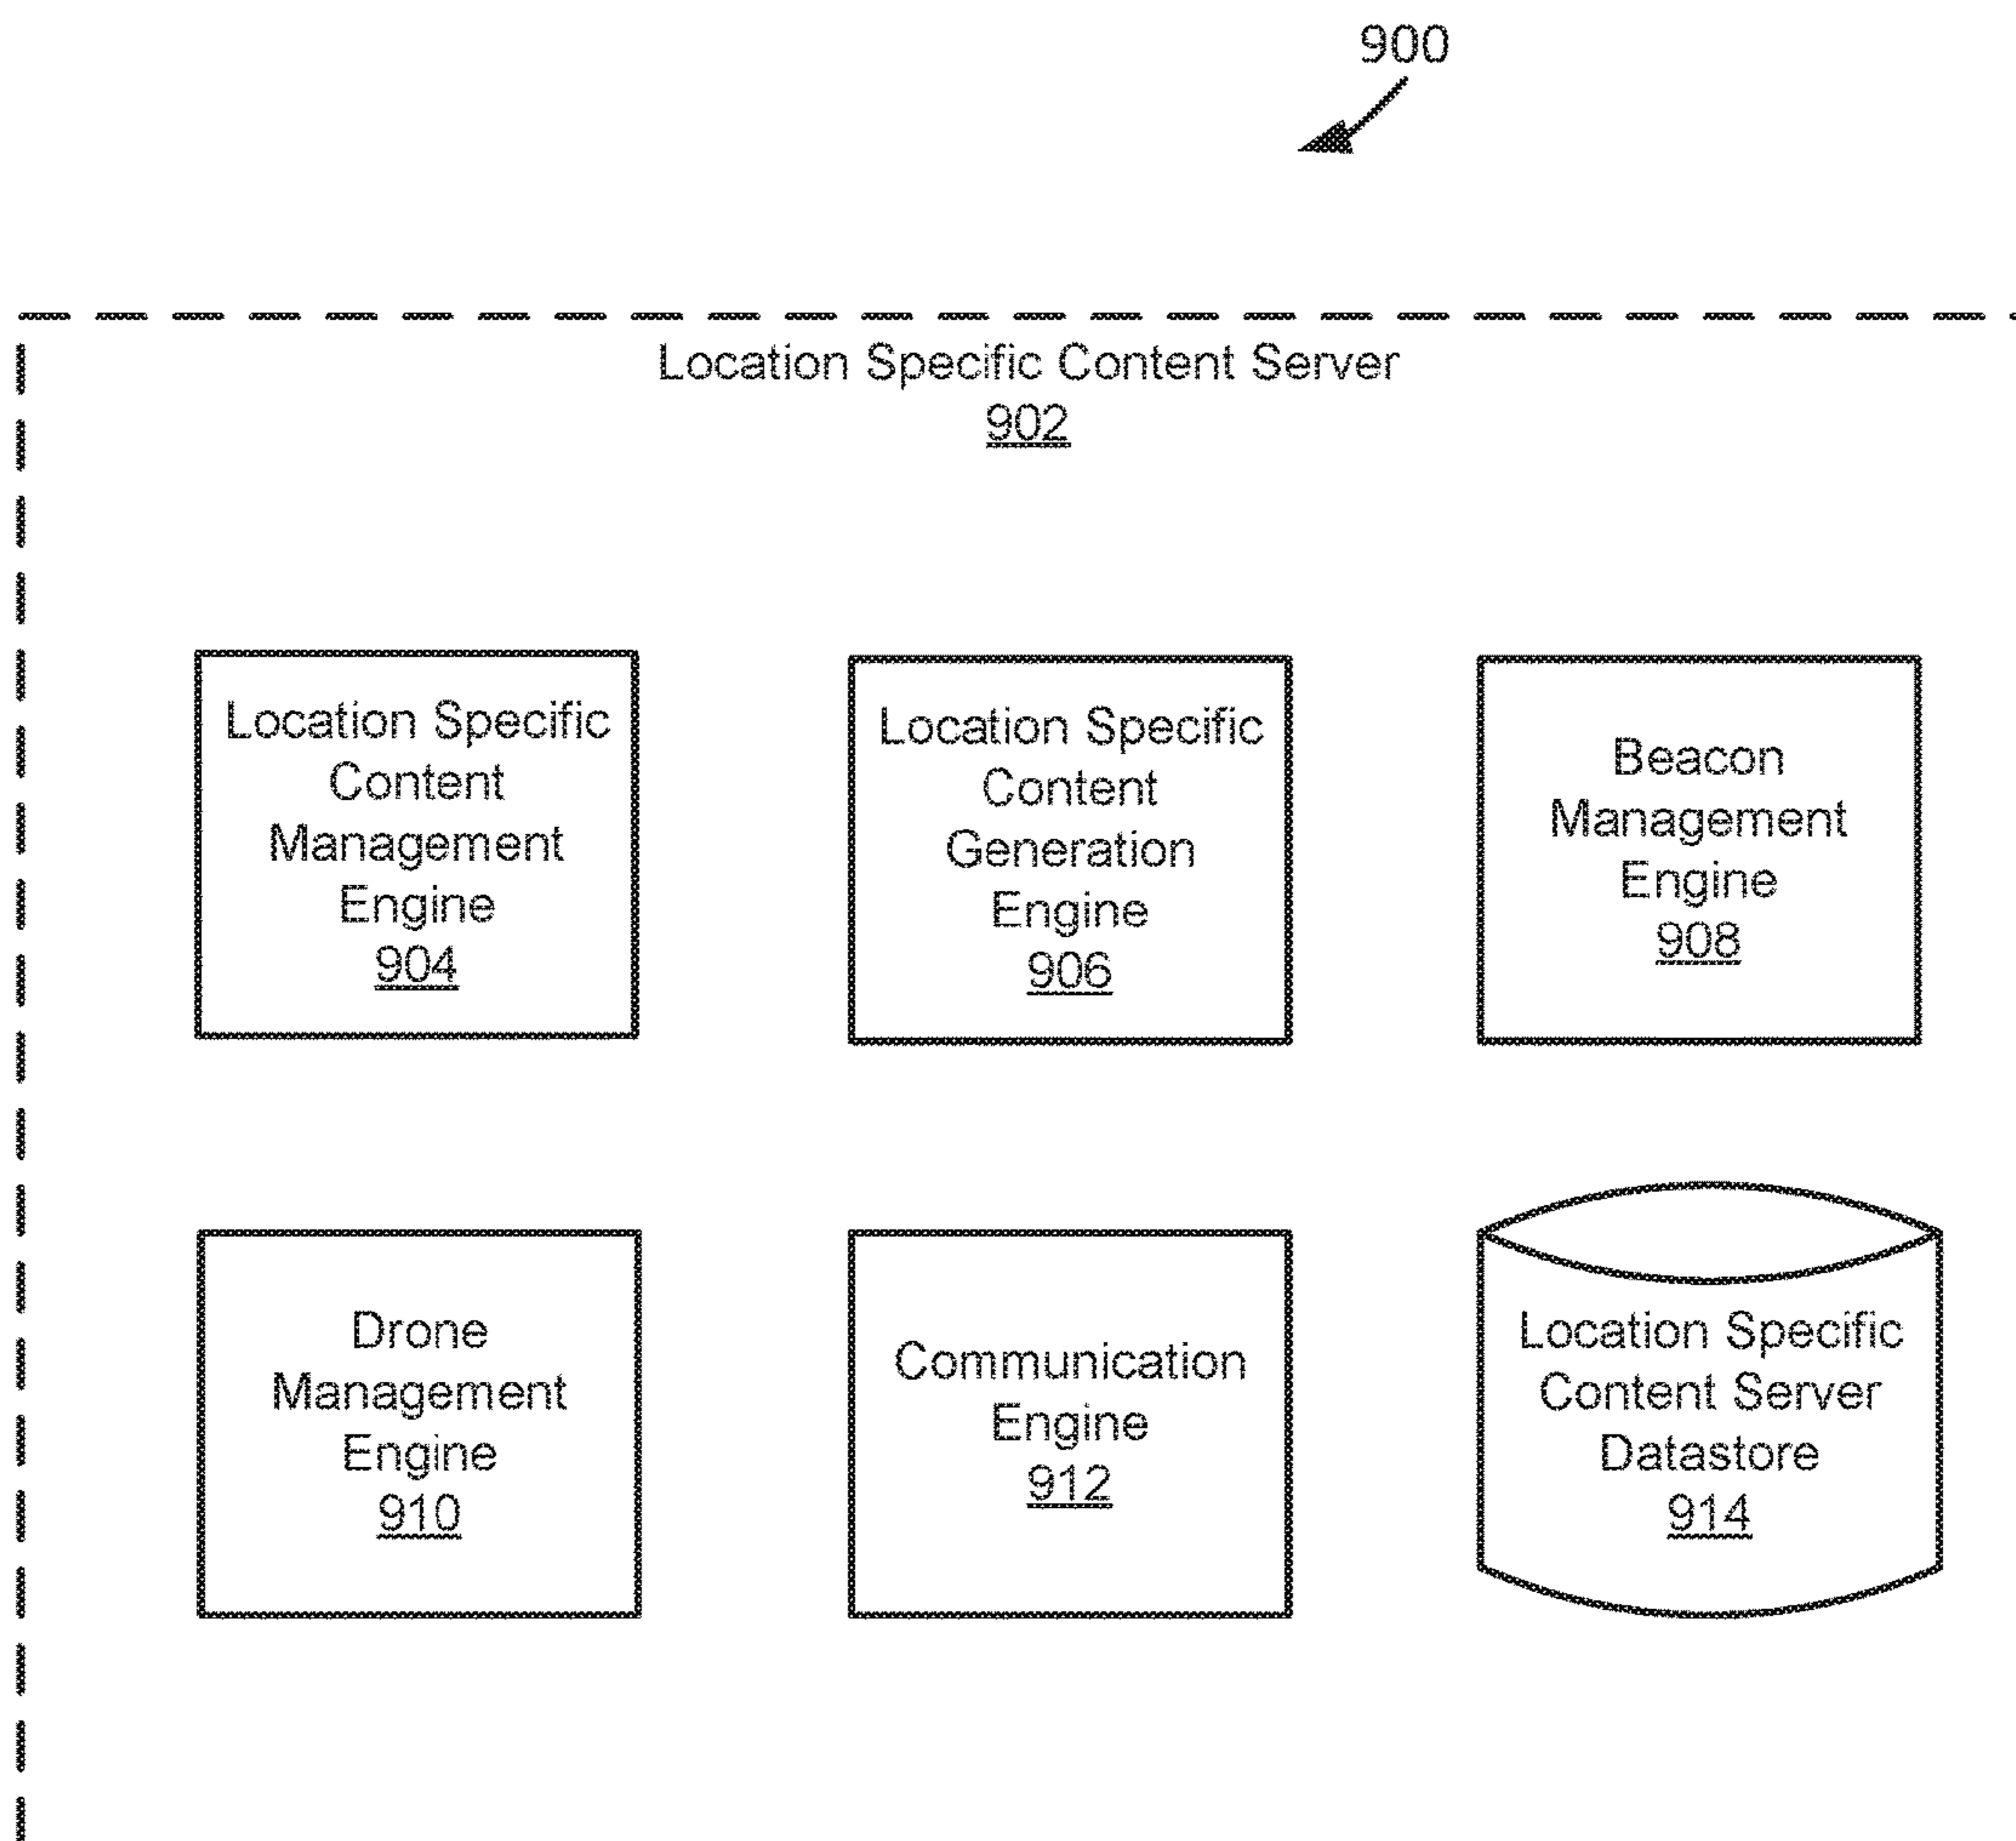 900
Location Specific Content Server
902
Location Specific
Content
Management
Engine
904
Location Specific
Content
Generation
Engine
906
Beacon
Management
Engine
908
Drone
Management
Engine
910
Communication
Engine
912
Location Specific
Content Server
Datastore
914